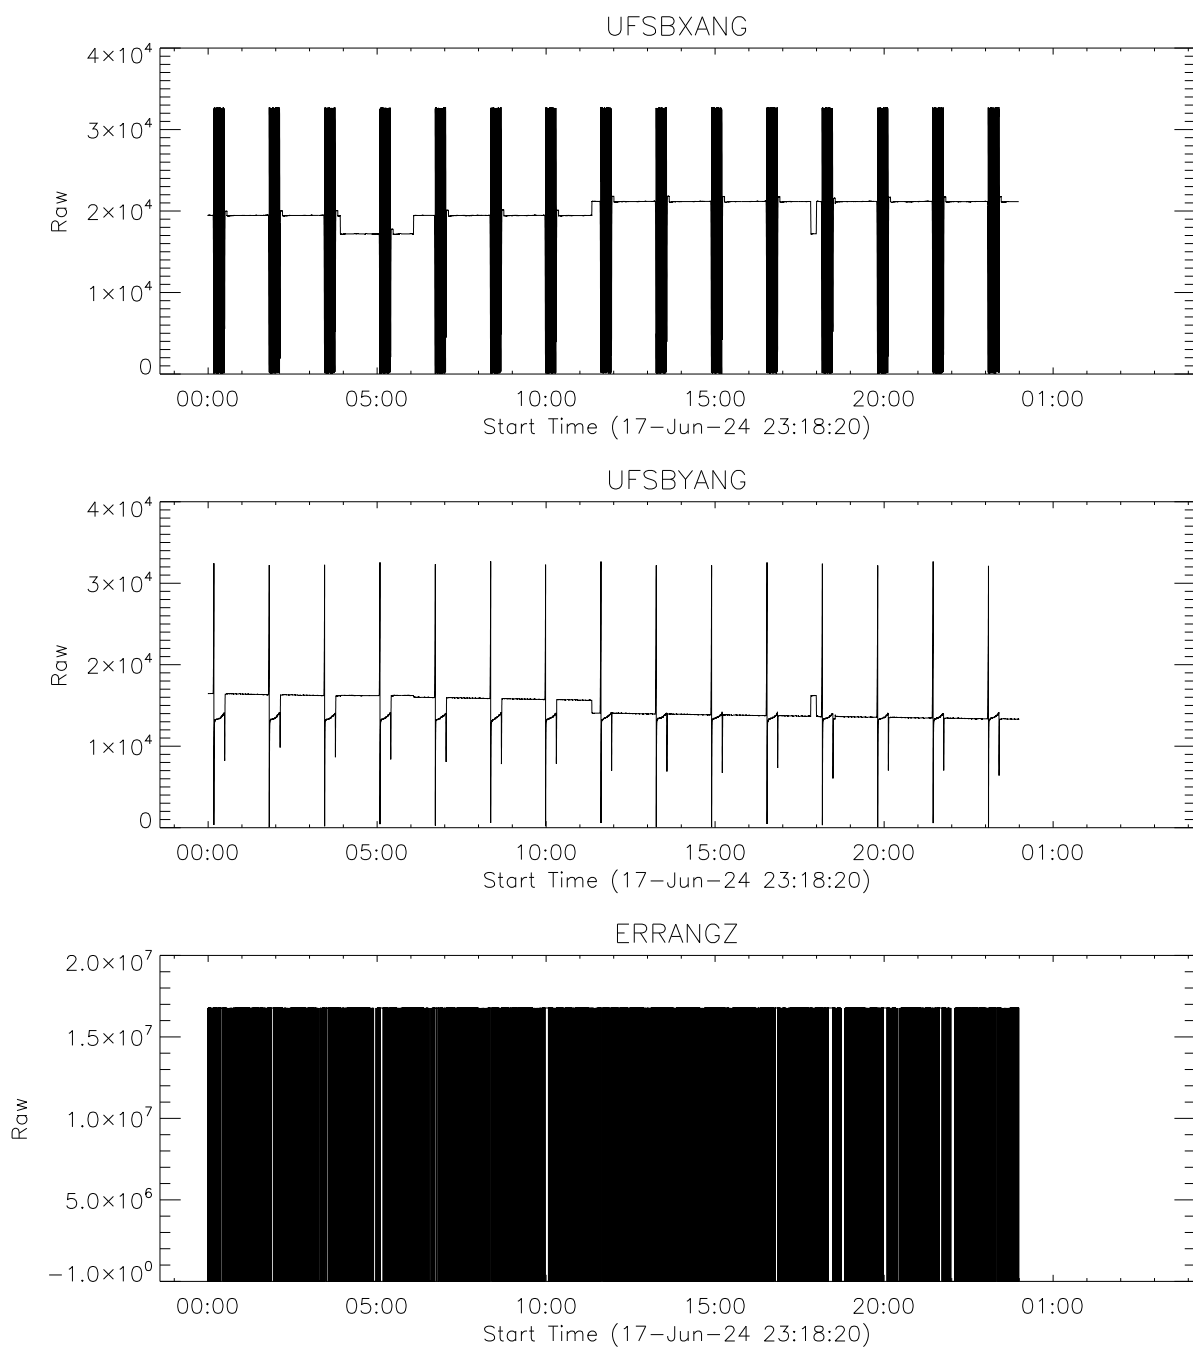 UFSBXANG
4×10⁴
3×10⁴
2×10⁴
1×10⁴
0
Raw
00:00 05:00 10:00 15:00 20:00 01:00
Start Time (17-Jun-24 23:18:20)
UFSBYANG
4×10⁴
3×10⁴
2×10⁴
1×10⁴
0
Raw
00:00 05:00 10:00 15:00 20:00 01:00
Start Time (17-Jun-24 23:18:20)
ERRANGZ
2.0×10⁷
1.5×10⁷
1.0×10⁷
5.0×10⁶
-1.0×10⁰
Raw
00:00 05:00 10:00 15:00 20:00 01:00
Start Time (17-Jun-24 23:18:20)